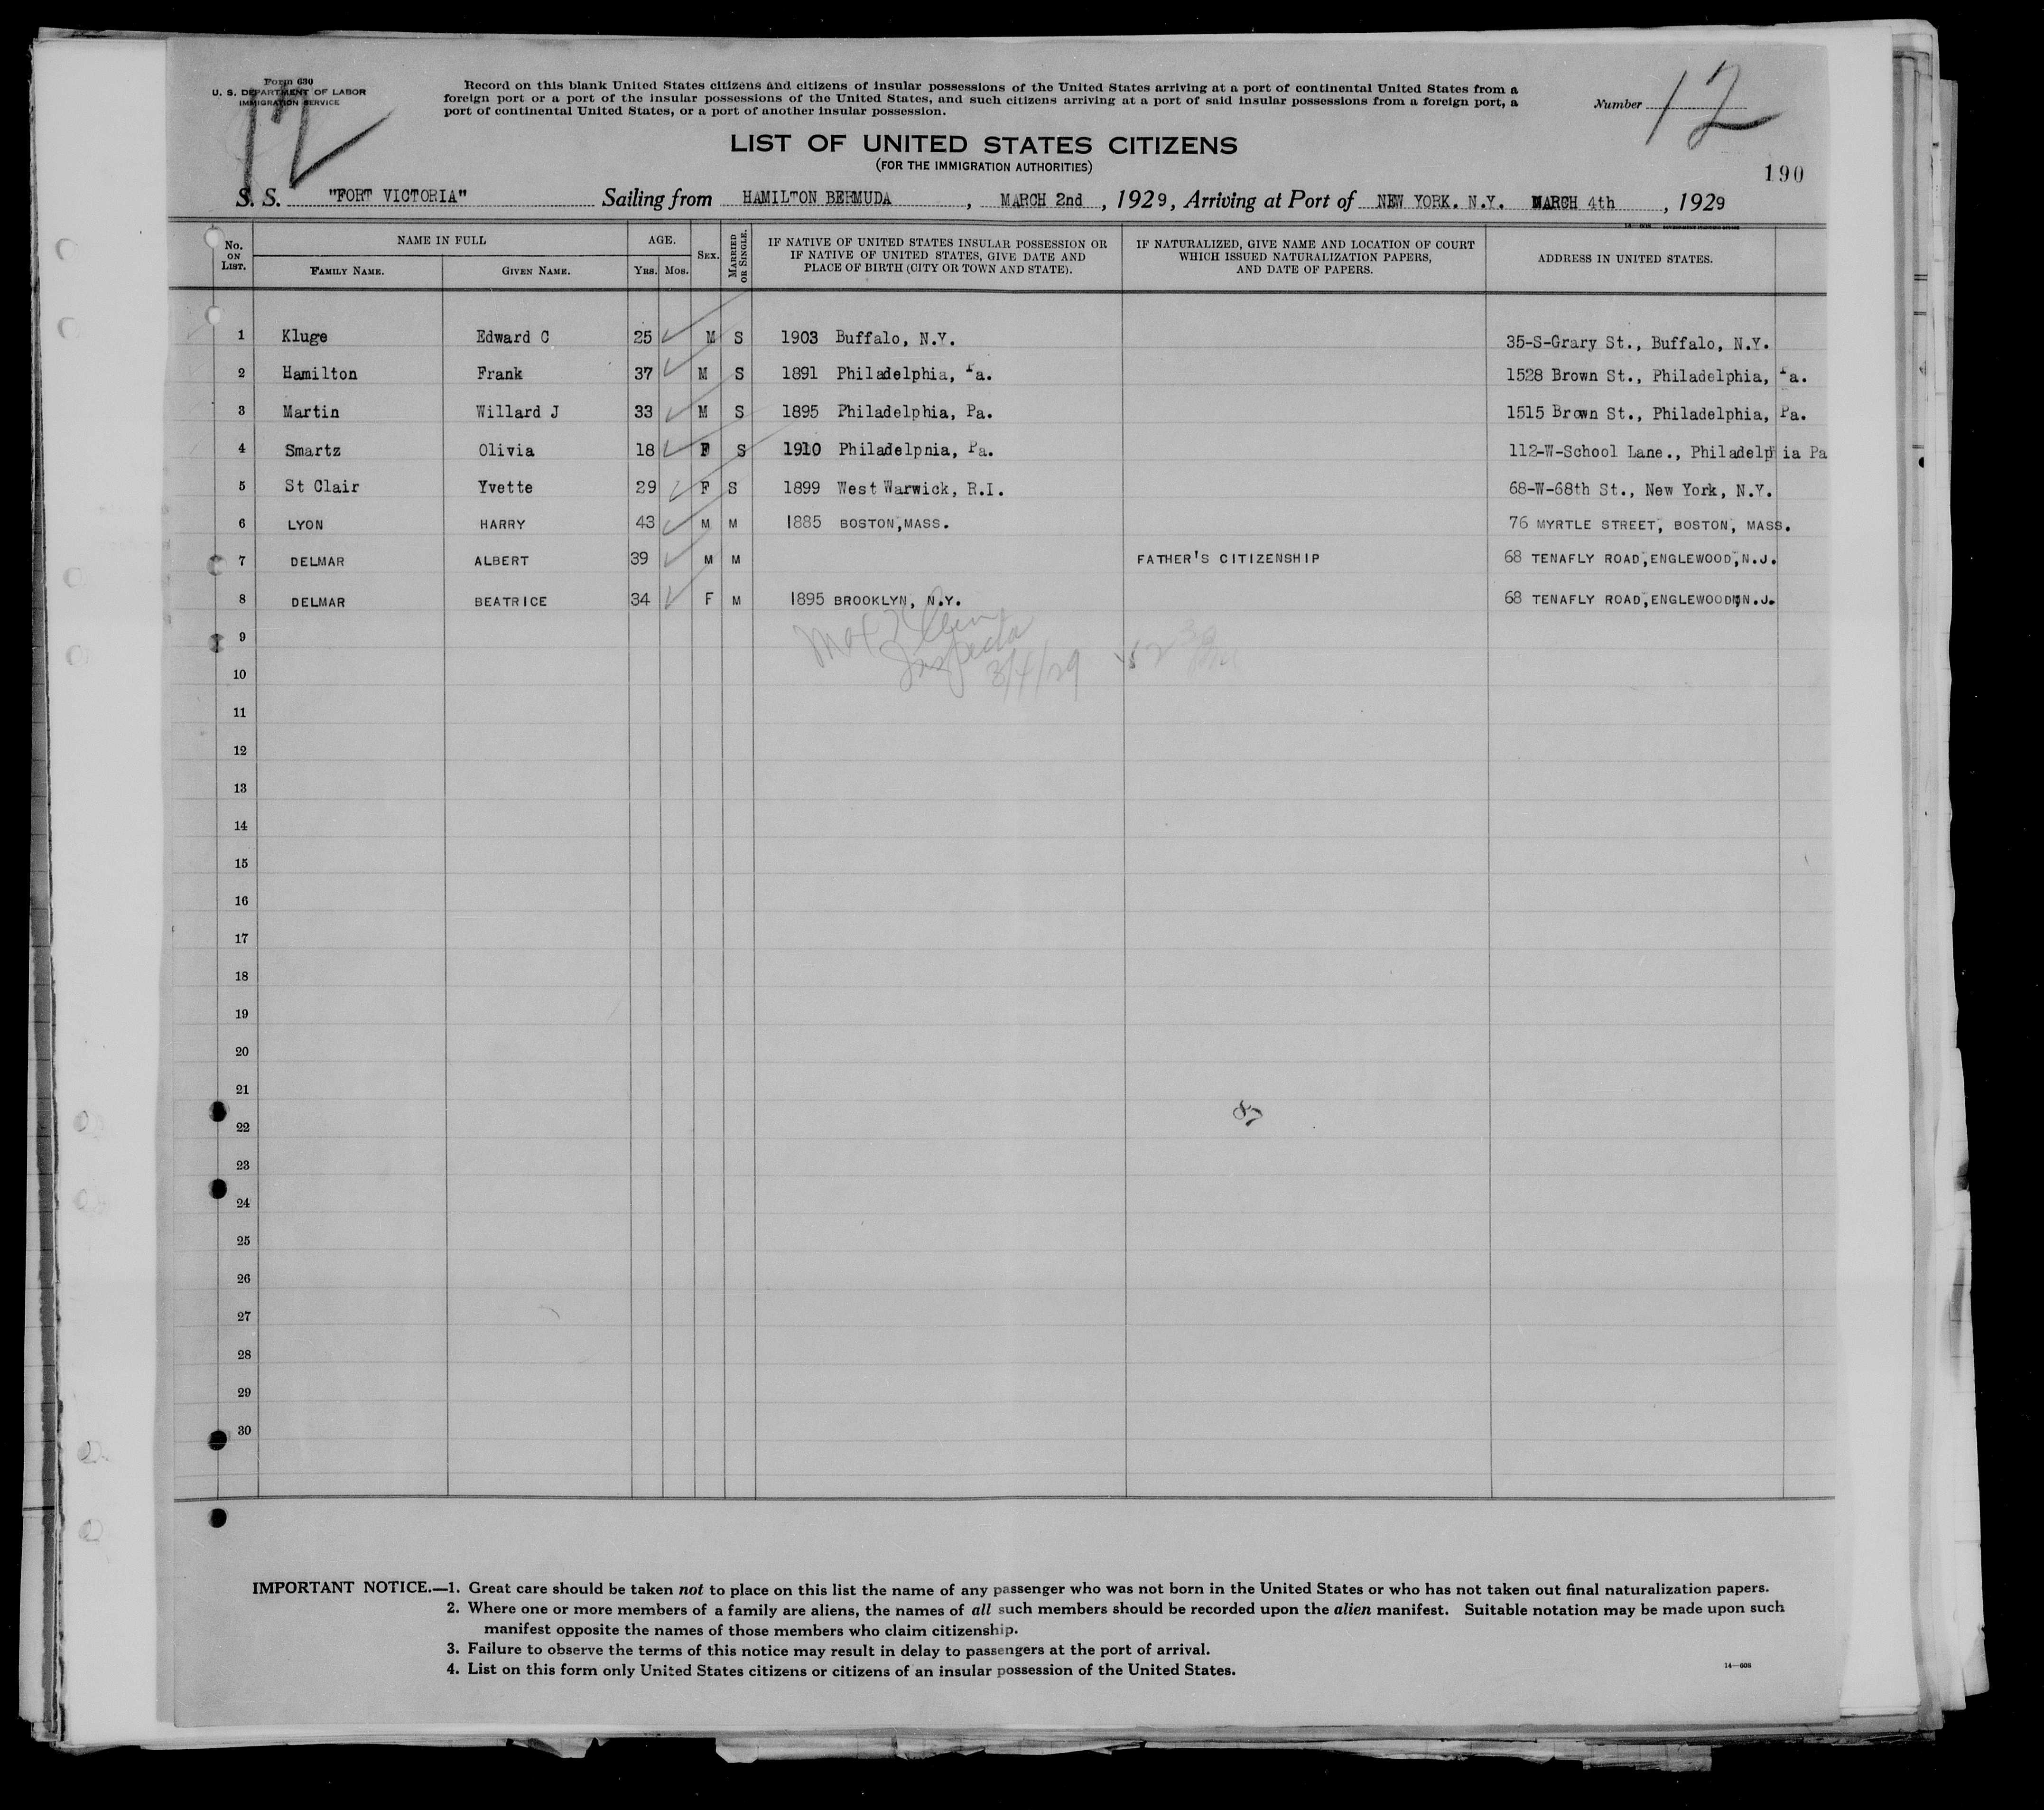 Form 630
U. S. DEPARTMENT OF LABOR
IMMIGRATION SERVICE
12
Record on this blank United States citizens and citizens of insular possessions of the United States arriving at a port of continental United States from a
foreign port or a port of the insular possessions of the United States, and such citizens arriving at a port of said insular possessions from a foreign port, a
port of continental United States, or a port of another insular possession.
Number 12
LIST OF UNITED STATES CITIZENS
(FOR THE IMMIGRATION AUTHORITIES)
190
S. S. "FORT VICTORIA" Sailing from HAMILTON BERMUDA, MARCH 2nd, 1929, Arriving at Port of NEW YORK. N.Y. MARCH 4th, 1929
No. ON LIST. NAME IN FULL FAMILY NAME. GIVEN NAME. AGE. YRS. MOS. SEX. MARRIED OR SINGLE. IF NATIVE OF UNITED STATES INSULAR POSSESSION OR IF NATIVE OF UNITED STATES, GIVE DATE AND PLACE OF BIRTH (CITY OR TOWN AND STATE). IF NATURALIZED, GIVE NAME AND LOCATION OF COURT WHICH ISSUED NATURALIZATION PAPERS, AND DATE OF PAPERS. ADDRESS IN UNITED STATES.
1 Kluge Edward C 25 M S 1903 Buffalo, N.Y. 35-S-Grary St., Buffalo, N.Y.
2 Hamilton Frank 37 M S 1891 Philadelphia, Pa. 1528 Brown St., Philadelphia, Pa.
3 Martin Willard J 33 M S 1895 Philadelphia, Pa. 1515 Brown St., Philadelphia, Pa.
4 Smartz Olivia 18 F S 1910 Philadelpnia, Pa. 112-W-School Lane., Philadelphia Pa
5 St Clair Yvette 29 F S 1899 West Warwick, R.I. 68-W-68th St., New York, N.Y.
6 LYON HARRY 43 M M 1885 BOSTON,MASS. 76 MYRTLE STREET, BOSTON, MASS.
7 DELMAR ALBERT 39 M M FATHER'S CITIZENSHIP 68 TENAFLY ROAD,ENGLEWOOD,N.J.
8 DELMAR BEATRICE 34 F M 1895 BROOKLYN, N.Y. 68 TENAFLY ROAD,ENGLEWOOD,N.J.
Inspector
3/4/29
9
10
11
12
13
14
15
16
17
18
19
20
21
22
23
24
25
26
27
28
29
30
IMPORTANT NOTICE.—1. Great care should be taken not to place on this list the name of any passenger who was not born in the United States or who has not taken out final naturalization papers.
2. Where one or more members of a family are aliens, the names of all such members should be recorded upon the alien manifest. Suitable notation may be made upon such
manifest opposite the names of those members who claim citizenship.
3. Failure to observe the terms of this notice may result in delay to passengers at the port of arrival.
4. List on this form only United States citizens or citizens of an insular possession of the United States.
14—608